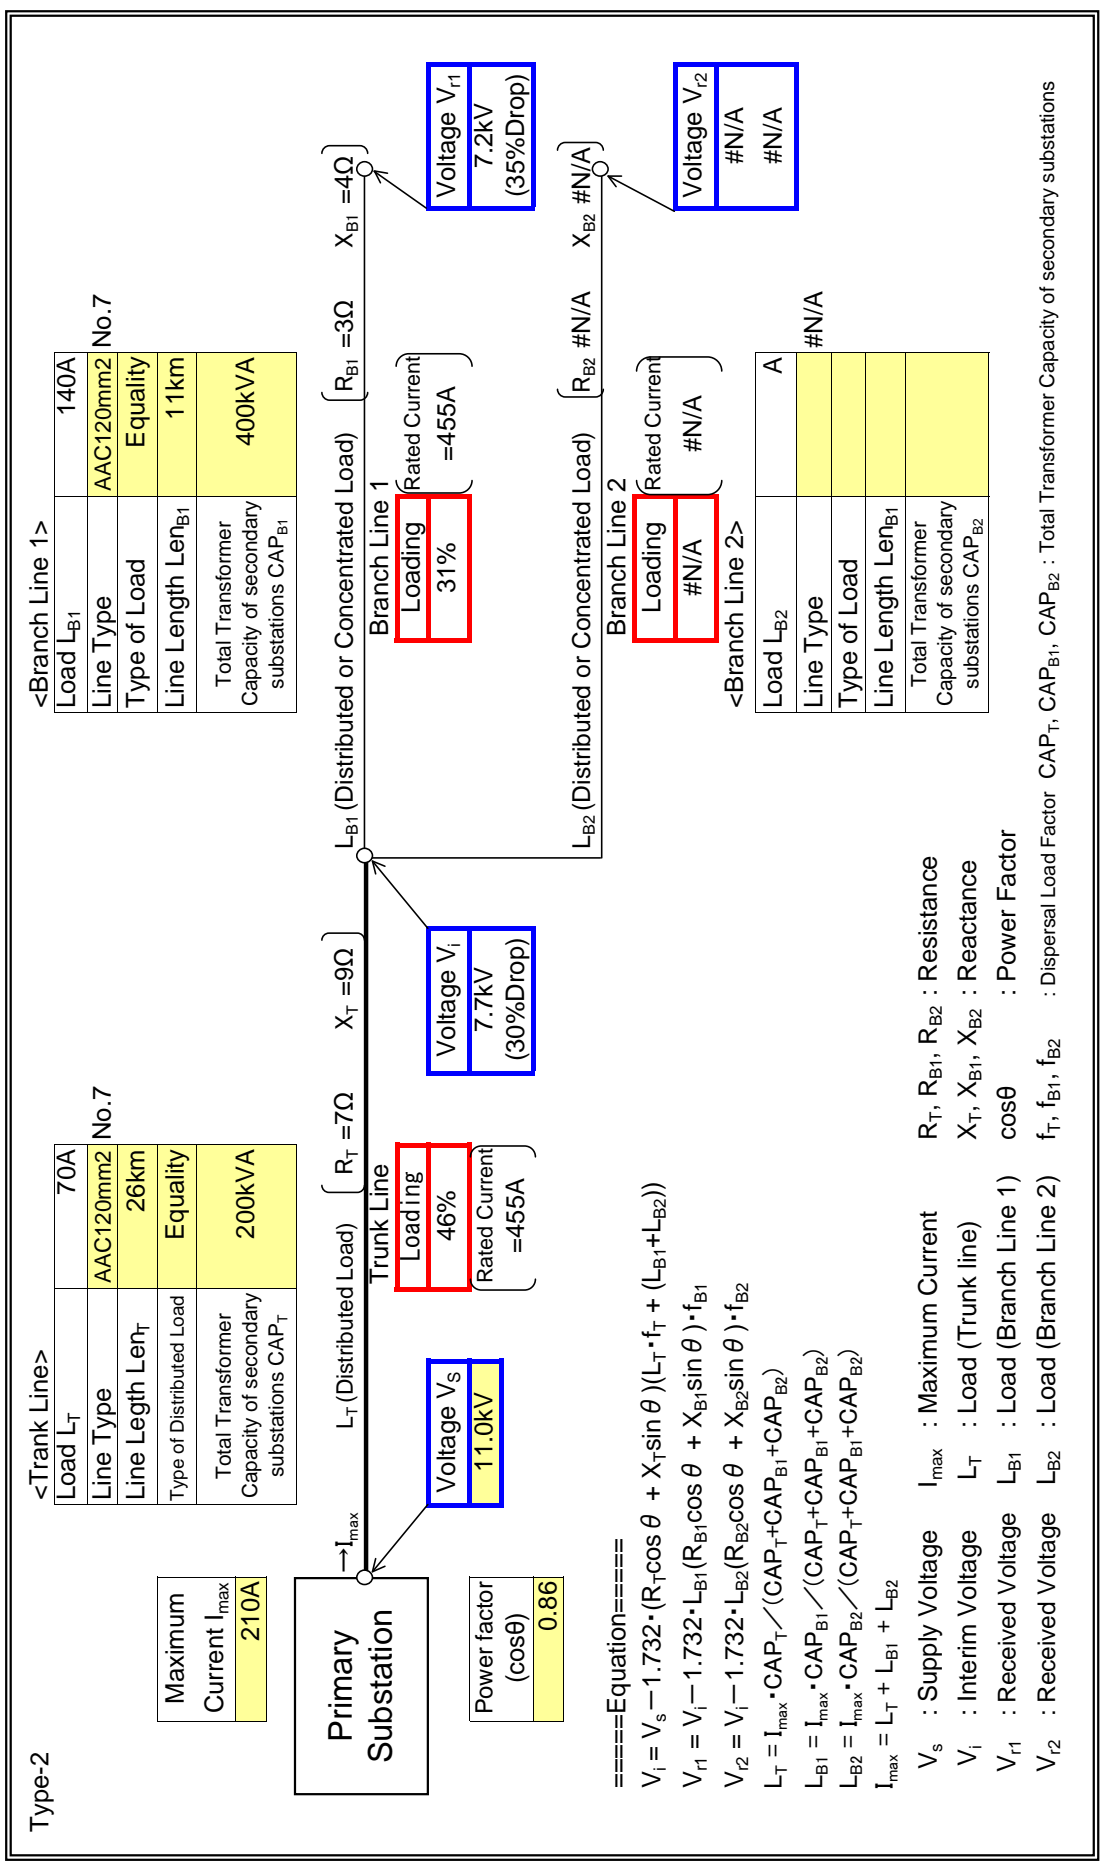 Type-2
<Trank Line>
Load LT 70A
Line Type AAC120mm2 No.7
Line Legth LenT 26km
Type of Distributed Load Equality
Total Transformer
Capacity of secondary
substations CAPT
200kVA
<Branch Line 1>
Load LB1 140A
Line Type AAC120mm2 No.7
Type of Load Equality
Line Length LenB1 11km
Total Transformer
Capacity of secondary
substations CAPB1
400kVA
Maximum
Current Imax
210A
Primary
Substation
→Imax
LT (Distributed Load)
RT =7Ω XT =9Ω
LB1 (Distributed or Concentrated Load)
RB1 =3Ω XB1 =4Ω
Trunk Line
Loading
46%
Rated Current
=455A
Branch Line 1
Loading
31%
Rated Current
=455A
Voltage VS
11.0kV
Voltage Vi
7.7kV
(30%Drop)
Voltage Vr1
7.2kV
(35%Drop)
Power factor
(cosθ)
0.86
LB2 (Distributed or Concentrated Load)
RB2 #N/A XB2 #N/A
Branch Line 2
Loading
#N/A
Rated Current
#N/A
Voltage Vr2
#N/A
#N/A
<Branch Line 2>
Load LB2 A
Line Type #N/A
Type of Load
Line Length LenB1
Total Transformer
Capacity of secondary
substations CAPB2
=====Equation=====
Vi = Vs−1.732・(RTcos θ + XTsin θ)(LT・fT + (LB1+LB2))
Vr1 = Vi−1.732・LB1(RB1cos θ + XB1sin θ)・fB1
Vr2 = Vi−1.732・LB2(RB2cos θ + XB2sin θ)・fB2
LT = Imax・CAPT／(CAPT+CAPB1+CAPB2)
LB1 = Imax・CAPB1／(CAPT+CAPB1+CAPB2)
LB2 = Imax・CAPB2／(CAPT+CAPB1+CAPB2)
Imax = LT + LB1 + LB2
Vs : Supply Voltage Imax : Maximum Current RT, RB1, RB2 : Resistance
Vi : Interim Voltage LT : Load (Trunk line) XT, XB1, XB2 : Reactance
Vr1 : Received Voltage LB1 : Load (Branch Line 1) cosθ : Power Factor
Vr2 : Received Voltage LB2 : Load (Branch Line 2) fT, fB1, fB2 : Dispersal Load Factor CAPT, CAPB1, CAPB2 : Total Transformer Capacity of secondary substations